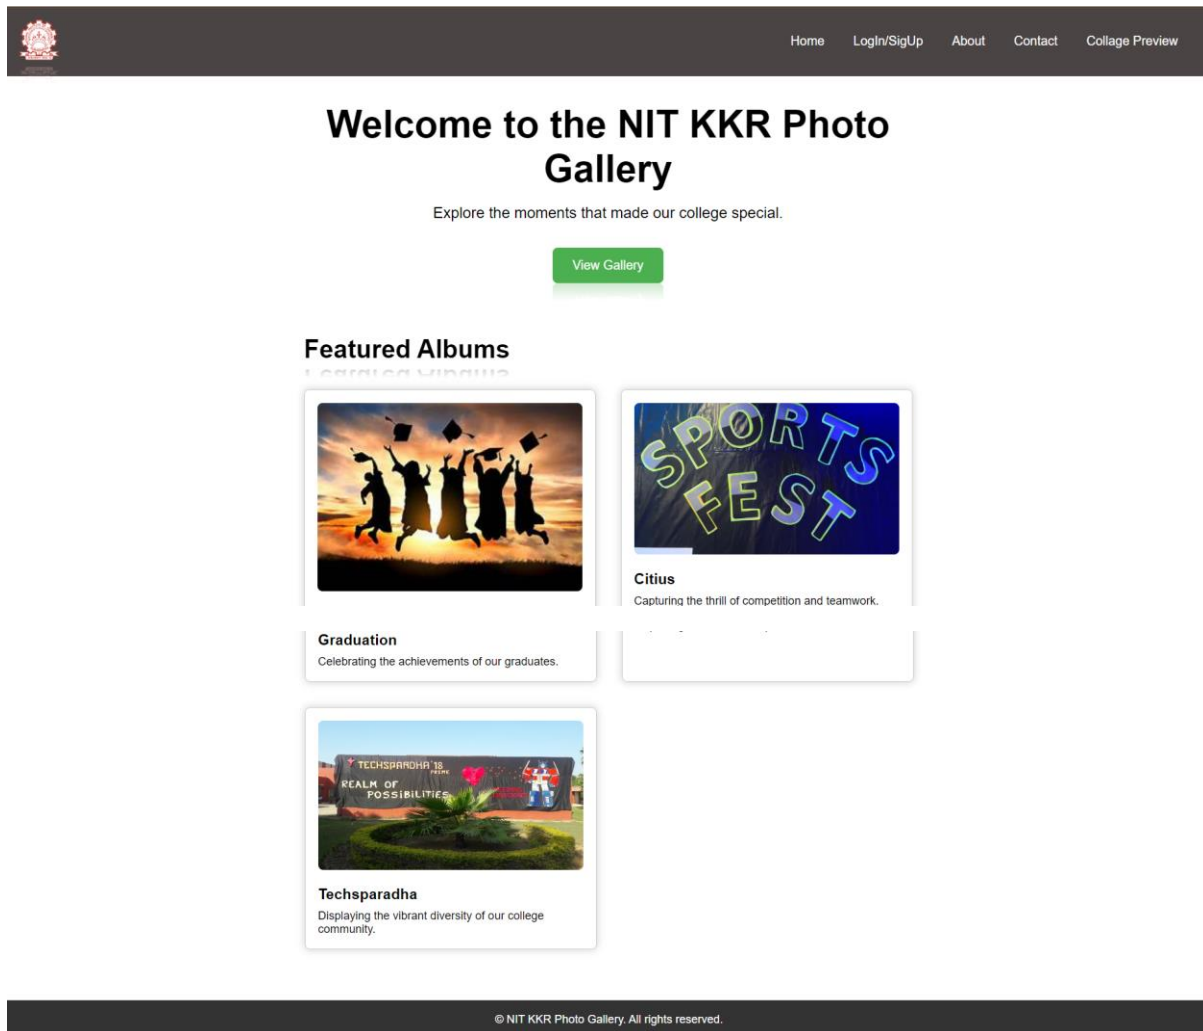 Home LogIn/SigUp About Contact Collage Preview
Welcome to the NIT KKR Photo
Gallery
Explore the moments that made our college special.
View Gallery
Featured Albums
SPORTS
FEST
Citius
Capturing the thrill of competition and teamwork.
Graduation
Celebrating the achievements of our graduates.
TECHSPARDHA'18
PRIME
REALM OF
POSSIBILITIES
Techsparadha
Displaying the vibrant diversity of our college
community.
© NIT KKR Photo Gallery. All rights reserved.